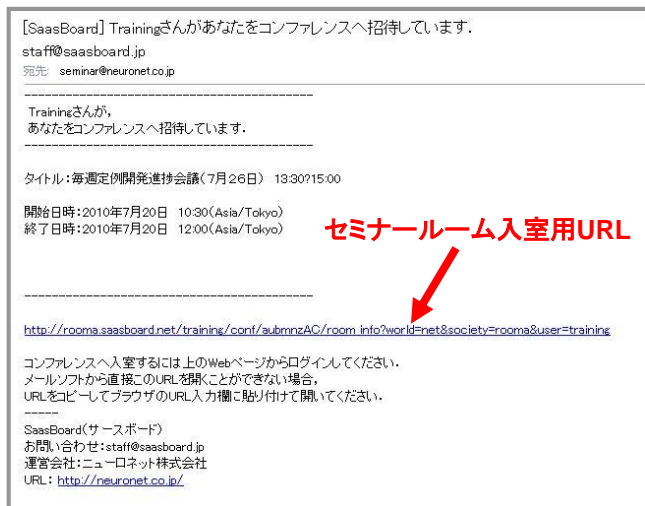 [SaasBoard] Trainingさんがあなたをコンファレンスへ招待しています.
staff@saasboard.jp
宛先: seminar@neuronet.co.jp
------------------------------------------
Trainingさんが,
あなたをコンファレンスへ招待しています.
------------------------------------------
タイトル:毎週定例開発進捗会議(7月26日) 13:30?15:00
開始日時:2010年7月20日 10:30(Asia/Tokyo)
終了日時:2010年7月20日 12:00(Asia/Tokyo)
セミナールーム入室用URL
------------------------------------------
http://rooma.saasboard.net/training/conf/aubmnzAC/room_info?world=net&society=rooma&user=training
コンファレンスへ入室するには上のWebページからログインしてください.
メールソフトから直接このURLを開くことができない場合,
URLをコピーしてブラウザのURL入力欄に貼り付けて開いてください.
-----
SaasBoard(サースボード)
お問い合わせ:staff@saasboard.jp
運営会社:ニューロネット株式会社
URL: http://neuronet.co.jp/